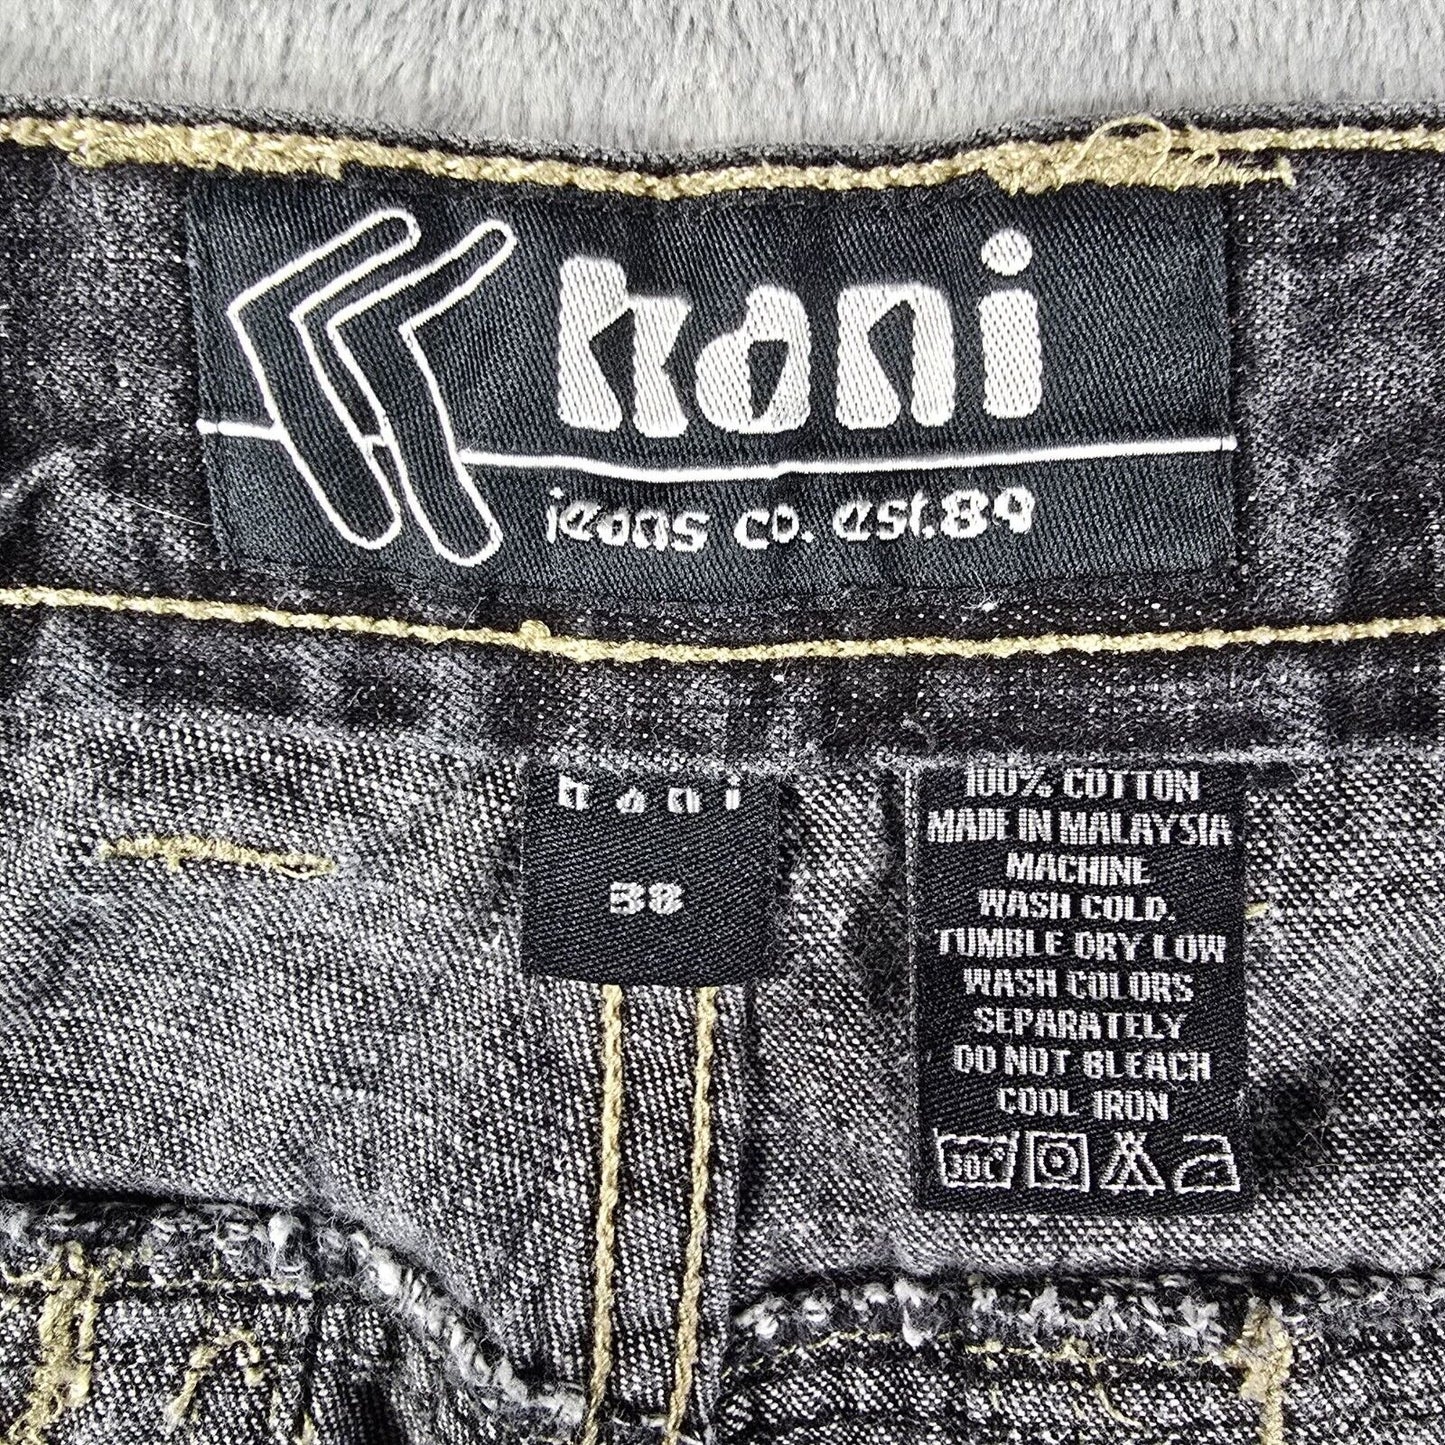 kani
jeans co. est.89
kani
38
100% COTTON
MADE IN MALAYSIA
MACHINE
WASH COLD.
TUMBLE DRY LOW
WASH COLORS
SEPARATELY
DO NOT BLEACH
COOL IRON
30C°